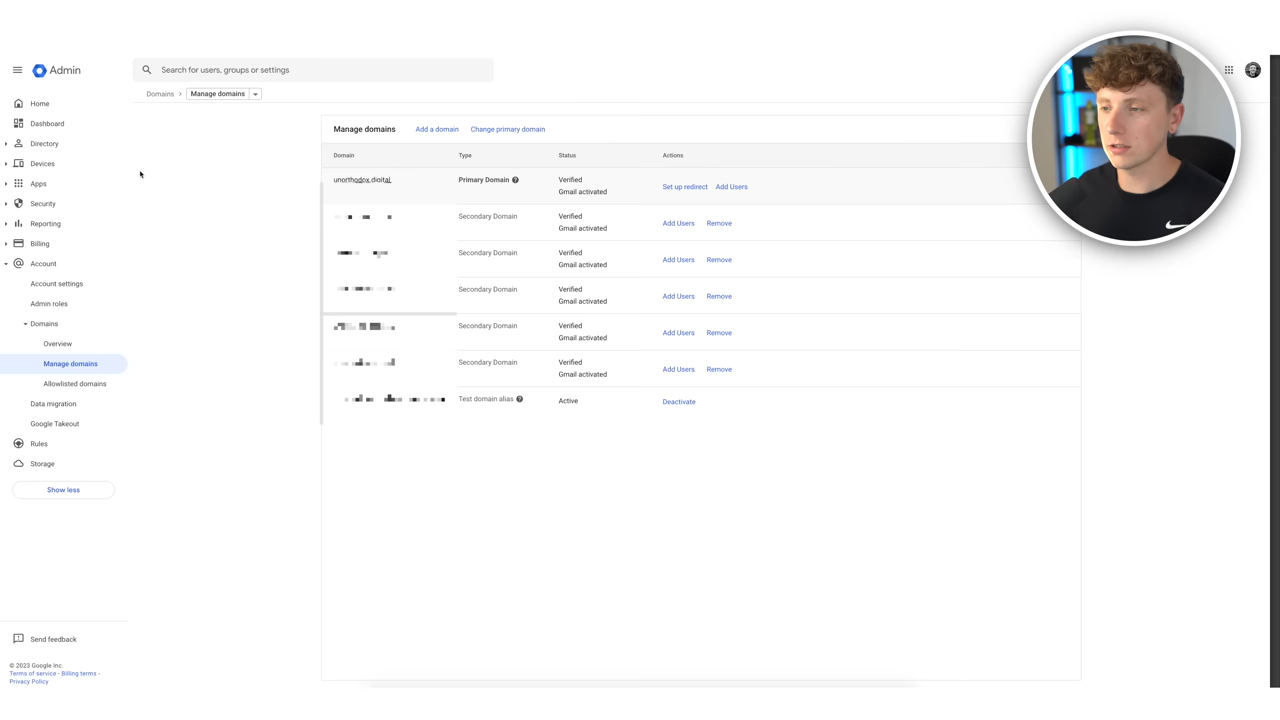 Admin
Search for users, groups or settings
Domains > Manage domains
Home
Dashboard
Directory
Devices
Apps
Security
Reporting
Billing
Account
Account settings
Admin roles
Domains
Overview
Manage domains
Allowlisted domains
Data migration
Google Takeout
Rules
Storage
Show less
Send feedback
© 2023 Google Inc.
Terms of service - Billing terms -
Privacy Policy
Manage domains Add a domain Change primary domain
Domain Type Status Actions
unorthodox.digital Primary Domain Verified
Gmail activated Set up redirect Add Users
Secondary Domain Verified
Gmail activated Add Users Remove
Secondary Domain Verified
Gmail activated Add Users Remove
Secondary Domain Verified
Gmail activated Add Users Remove
Secondary Domain Verified
Gmail activated Add Users Remove
Secondary Domain Verified
Gmail activated Add Users Remove
Test domain alias Active Deactivate